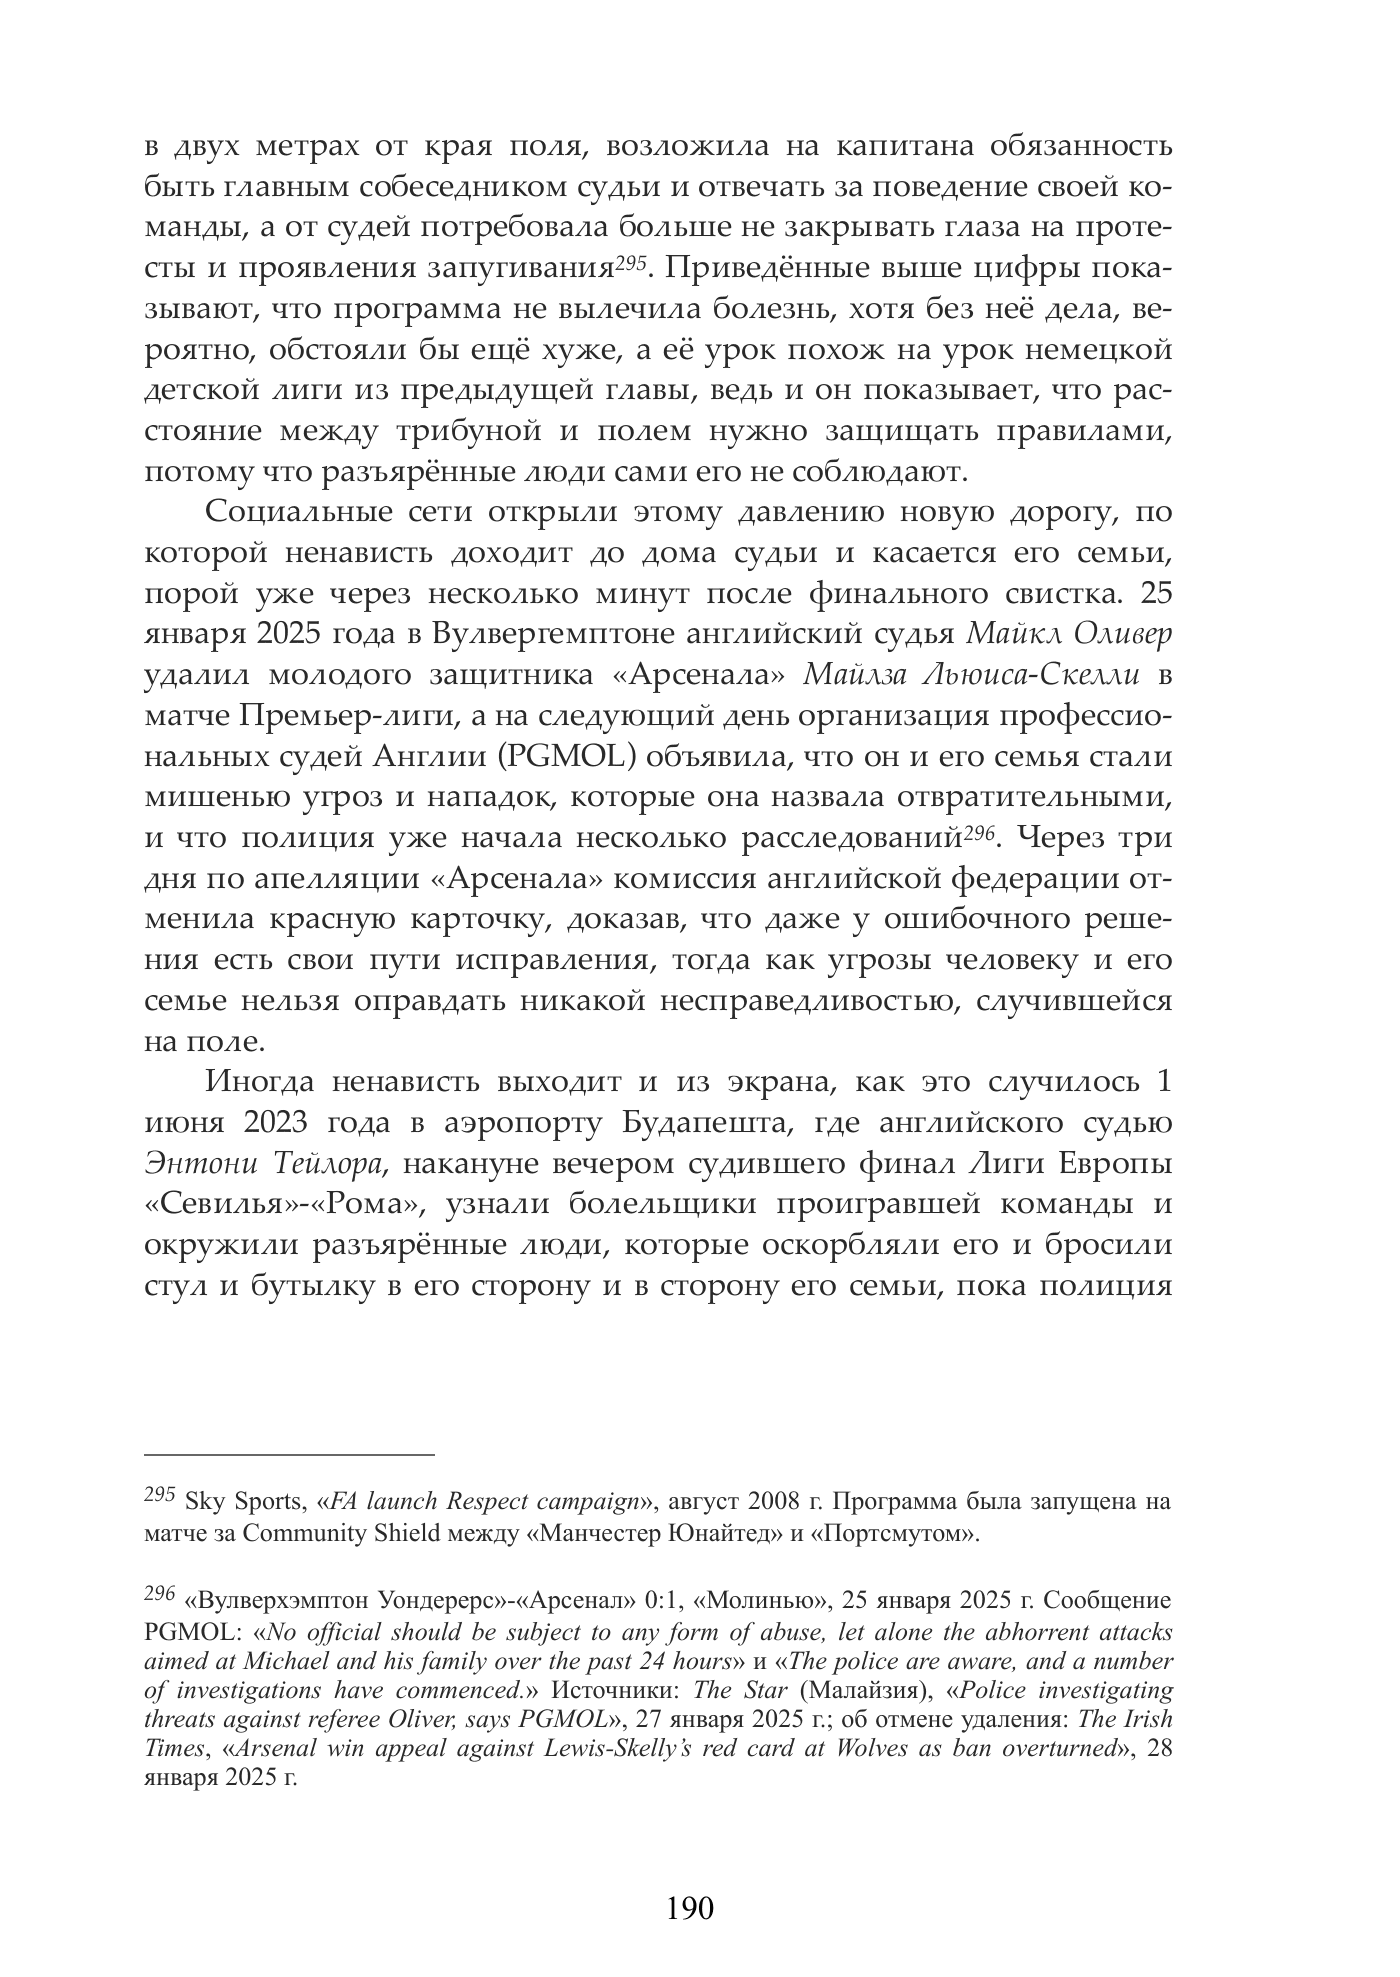 в двух метрах от края поля, возложила на капитана обязанность
быть главным собеседником судьи и отвечать за поведение своей ко-
манды, а от судей потребовала больше не закрывать глаза на проте-
сты и проявления запугивания295. Приведённые выше цифры пока-
зывают, что программа не вылечила болезнь, хотя без неё дела, ве-
роятно, обстояли бы ещё хуже, а её урок похож на урок немецкой
детской лиги из предыдущей главы, ведь и он показывает, что рас-
стояние между трибуной и полем нужно защищать правилами,
потому что разъярённые люди сами его не соблюдают.
Социальные сети открыли этому давлению новую дорогу, по
которой ненависть доходит до дома судьи и касается его семьи,
порой уже через несколько минут после финального свистка. 25
января 2025 года в Вулвергемптоне английский судья Майкл Оливер
удалил молодого защитника «Арсенала» Майлза Льюиса-Скелли в
матче Премьер-лиги, а на следующий день организация профессио-
нальных судей Англии (PGMOL) объявила, что он и его семья стали
мишенью угроз и нападок, которые она назвала отвратительными,
и что полиция уже начала несколько расследований296. Через три
дня по апелляции «Арсенала» комиссия английской федерации от-
менила красную карточку, доказав, что даже у ошибочного реше-
ния есть свои пути исправления, тогда как угрозы человеку и его
семье нельзя оправдать никакой несправедливостью, случившейся
на поле.
Иногда ненависть выходит и из экрана, как это случилось 1
июня 2023 года в аэропорту Будапешта, где английского судью
Энтони Тейлора, накануне вечером судившего финал Лиги Европы
«Севилья»-«Рома», узнали болельщики проигравшей команды и
окружили разъярённые люди, которые оскорбляли его и бросили
стул и бутылку в его сторону и в сторону его семьи, пока полиция
295 Sky Sports, «FA launch Respect campaign», август 2008 г. Программа была запущена на
матче за Community Shield между «Манчестер Юнайтед» и «Портсмутом».
296 «Вулверхэмптон Уондерерс»-«Арсенал» 0:1, «Молинью», 25 января 2025 г. Сообщение
PGMOL: «No official should be subject to any form of abuse, let alone the abhorrent attacks
aimed at Michael and his family over the past 24 hours» и «The police are aware, and a number
of investigations have commenced.» Источники: The Star (Малайзия), «Police investigating
threats against referee Oliver, says PGMOL», 27 января 2025 г.; об отмене удаления: The Irish
Times, «Arsenal win appeal against Lewis-Skelly’s red card at Wolves as ban overturned», 28
января 2025 г.
190